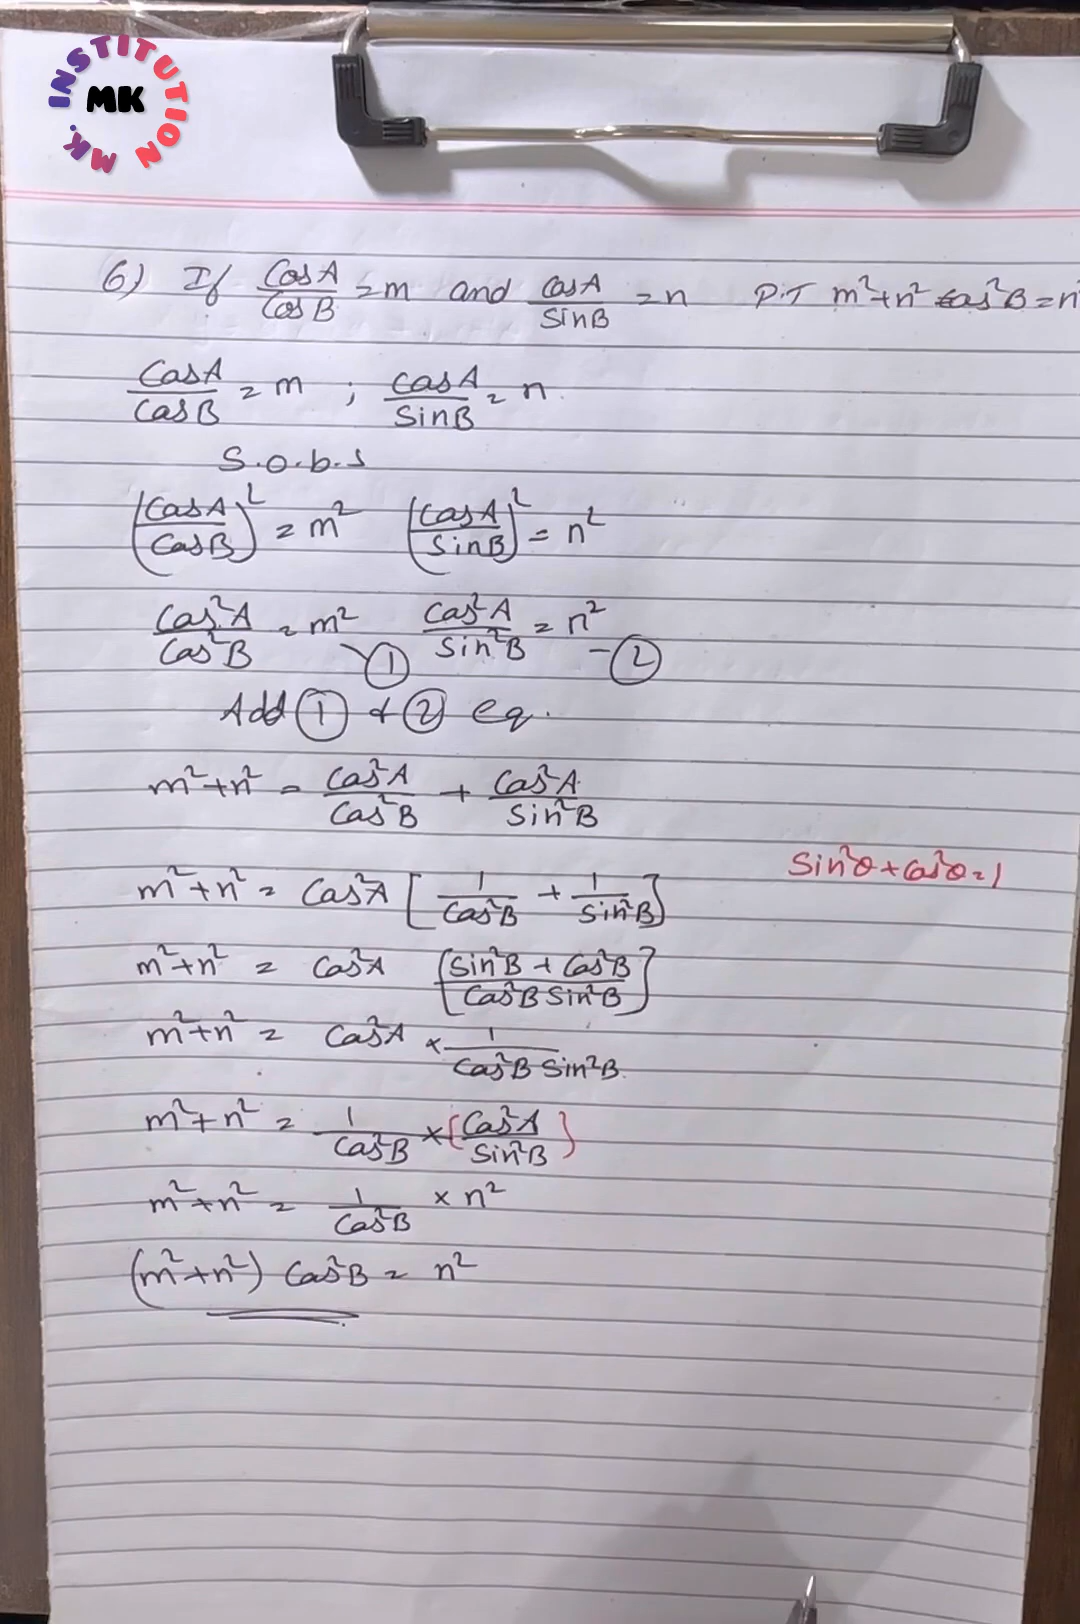 MK. INSTITUTION
MK
6) If CosA/CosB = m and CosA/SinB = n P.T m²+n² Cos²B = n
CosA/CosB = m ; CosA/SinB = n.
S.o.b.s
(CosA/CosB)² = m² (CosA/SinB)² = n²
Cos²A/Cos²B = m² - ① Cos²A/Sin²B = n² - ②
Add ① & ② eq.
m²+n² = Cos²A/Cos²B + Cos²A/Sin²B
Sin²θ+Cos²θ=1
m²+n² = Cos²A [1/Cos²B + 1/Sin²B]
m²+n² = Cos²A [Sin²B + Cos²B/Cos²B Sin²B]
m²+n² = Cos²A × 1/Cos²B Sin²B.
m²+n² = 1/Cos²B × {Cos²A/Sin²B}
m²+n² = 1/Cos²B × n²
(m²+n²) Cos²B = n²